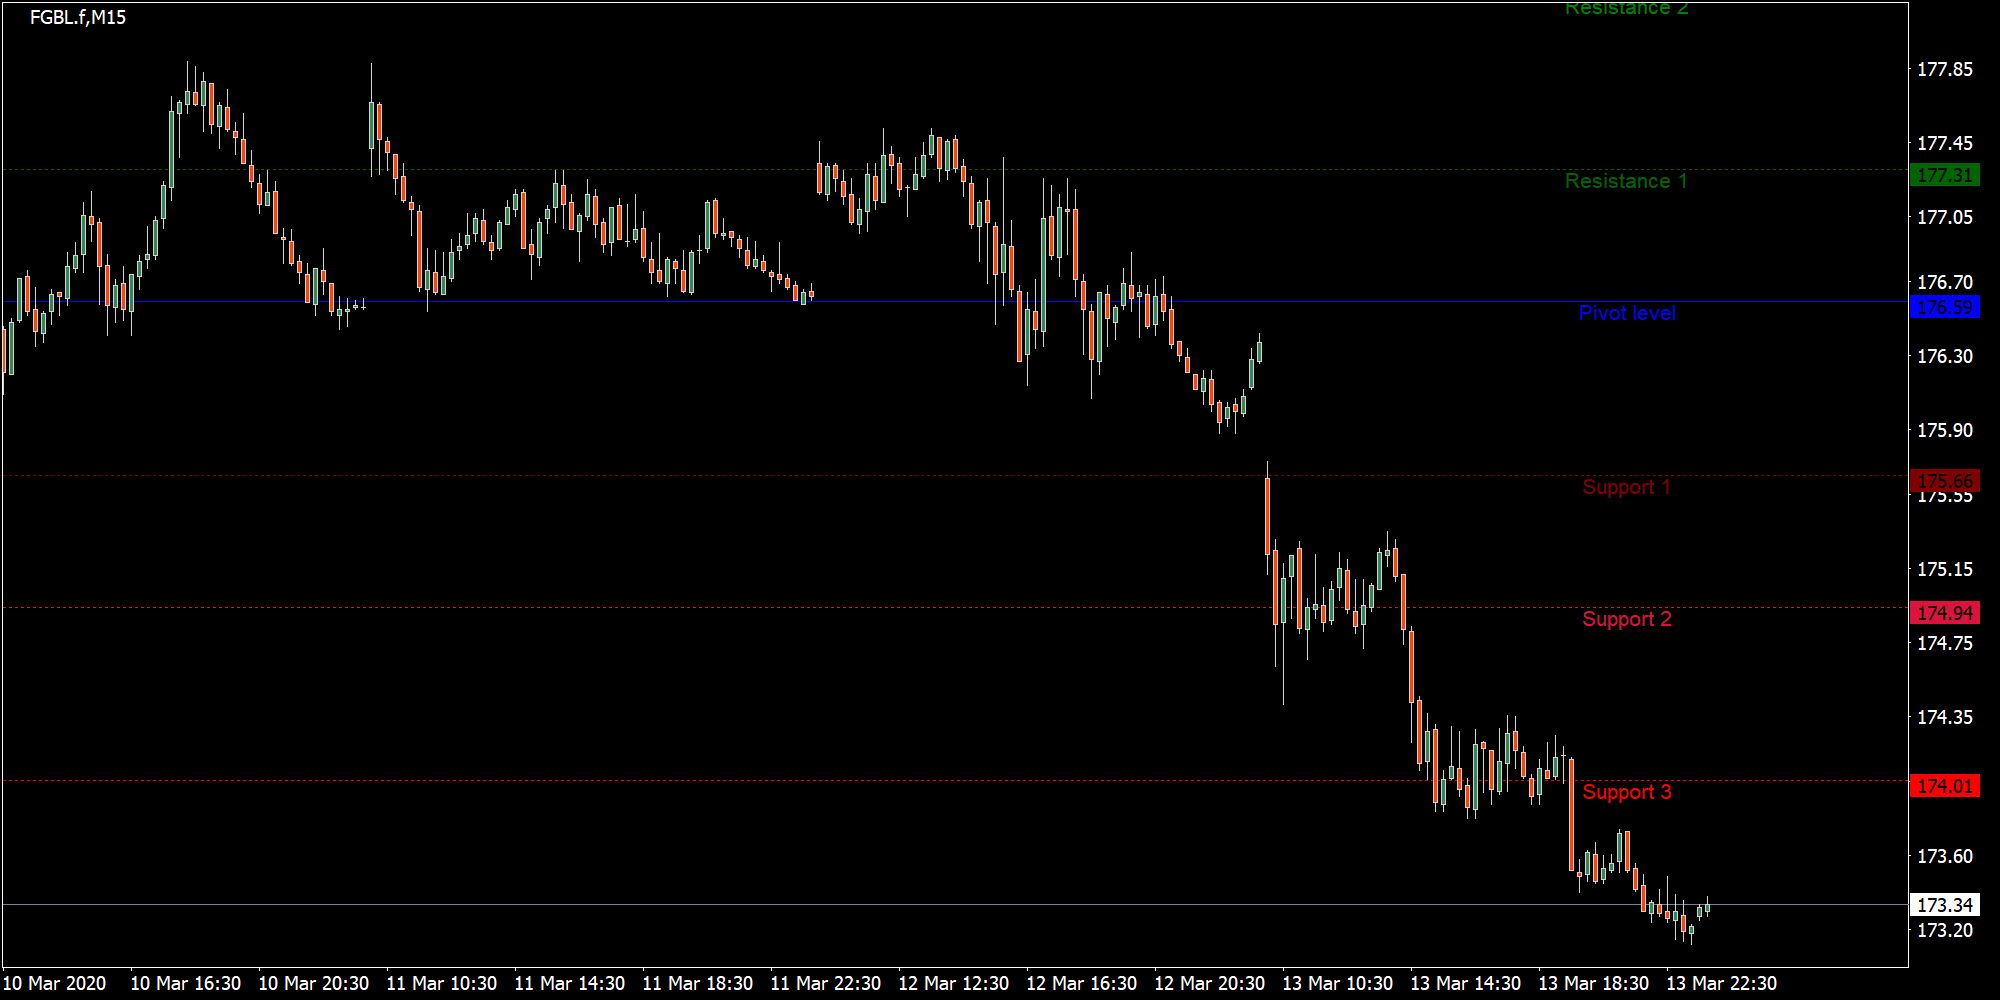 FGBL.f,M15
Resistance 2
177.85
177.45
177.31
Resistance 1
177.05
176.70
176.59
Pivot level
176.30
175.90
175.66
Support 1
175.55
175.15
174.94
Support 2
174.75
174.35
174.01
Support 3
173.60
173.34
173.20
10 Mar 2020 10 Mar 16:30 10 Mar 20:30 11 Mar 10:30 11 Mar 14:30 11 Mar 18:30 11 Mar 22:30 12 Mar 12:30 12 Mar 16:30 12 Mar 20:30 13 Mar 10:30 13 Mar 14:30 13 Mar 18:30 13 Mar 22:30